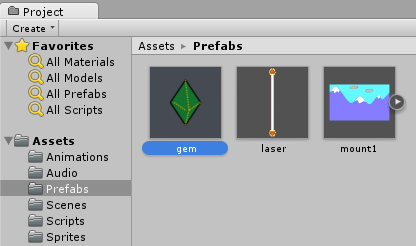 Project
Create
Favorites
All Materials
All Models
All Prefabs
All Scripts
Assets
Animations
Audio
Prefabs
Scenes
Scripts
Sprites
Assets ▸ Prefabs
gem
laser
mount1